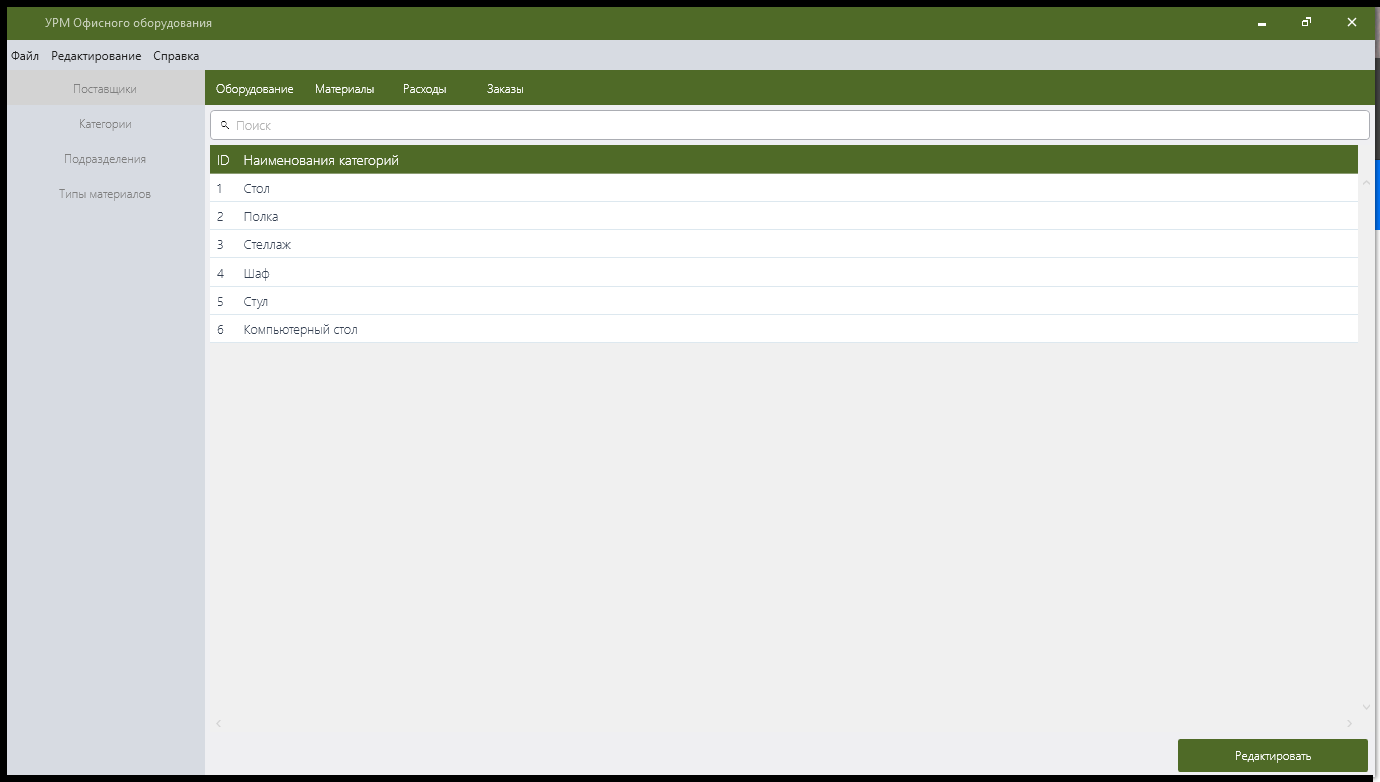 УРМ Офисного оборудования
Файл Редактирование Справка
Поставщики
Категории
Подразделения
Типы материалов
Оборудование Материалы Расходы Заказы
Поиск
ID Наименования категорий
1 Стол
2 Полка
3 Стеллаж
4 Шаф
5 Стул
6 Компьютерный стол
Редактировать